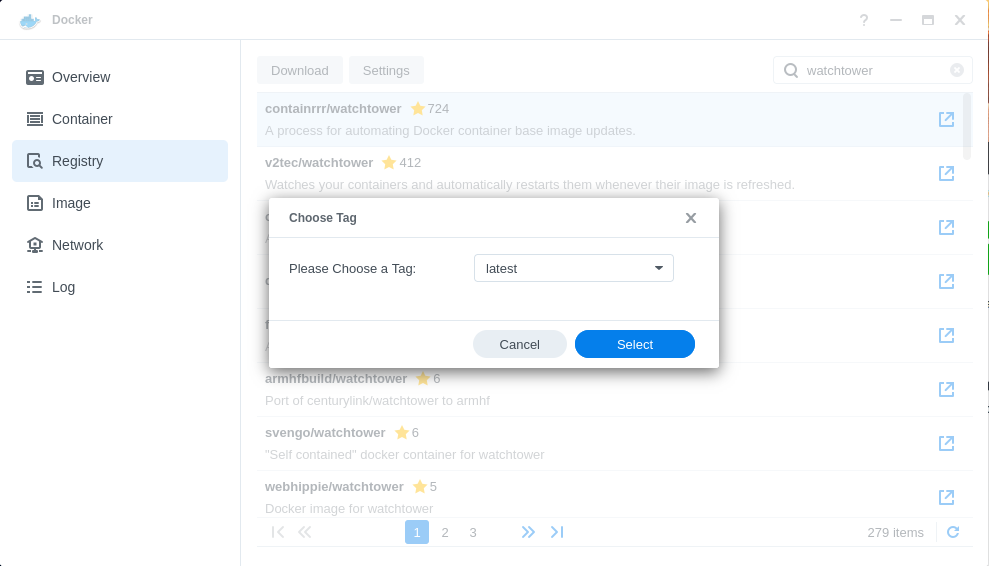 Docker
Overview
Container
Registry
Image
Network
Log
Download Settings watchtower
containrrr/watchtower 724
A process for automating Docker container base image updates.
v2tec/watchtower 412
Watches your containers and automatically restarts them whenever their image is refreshed.
Choose Tag
Please Choose a Tag: latest
Cancel Select
armhfbuild/watchtower 6
Port of centurylink/watchtower to armhf
svengo/watchtower 6
"Self contained" docker container for watchtower
webhippie/watchtower 5
Docker image for watchtower
1 2 3 279 items